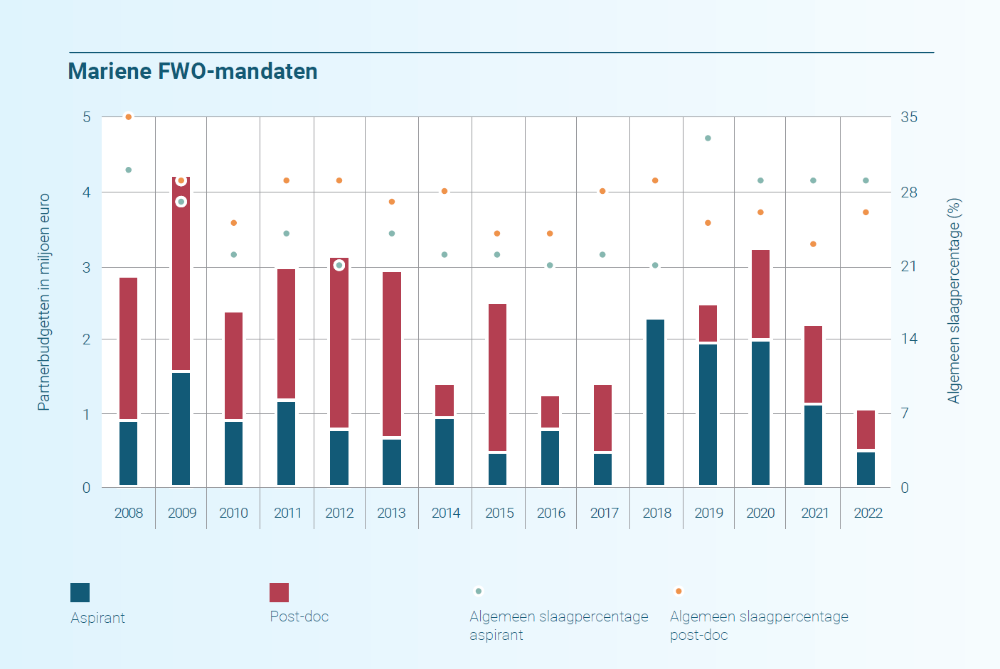 Mariene FWO-mandaten
Partnerbudgetten in miljoen euro
5
4
3
2
1
0
35
28
21
14
7
0
Algemeen slaagpercentage (%)
2008 2009 2010 2011 2012 2013 2014 2015 2016 2017 2018 2019 2020 2021 2022
Aspirant
Post-doc
Algemeen slaagpercentage
aspirant
Algemeen slaagpercentage
post-doc